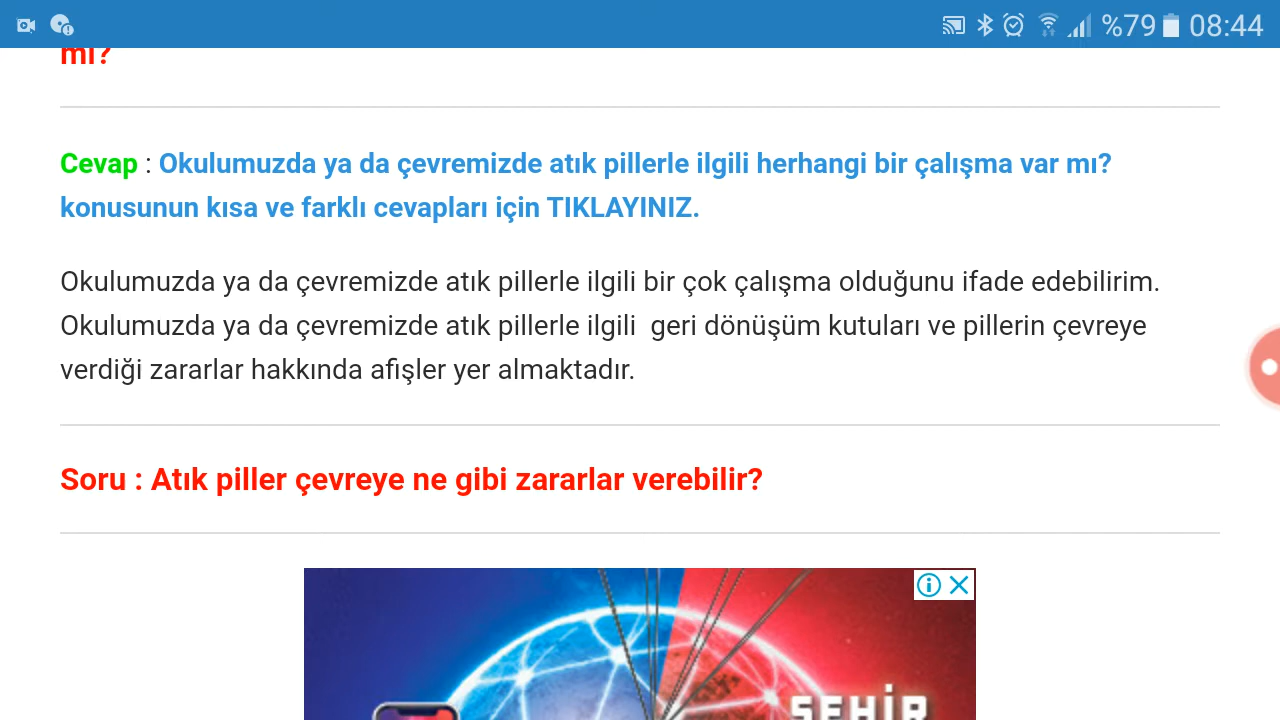 %79 08:44
mi?
Cevap : Okulumuzda ya da çevremizde atık pillerle ilgili herhangi bir çalışma var mı?
konusunun kısa ve farklı cevapları için TIKLAYINIZ.
Okulumuzda ya da çevremizde atık pillerle ilgili bir çok çalışma olduğunu ifade edebilirim.
Okulumuzda ya da çevremizde atık pillerle ilgili  geri dönüşüm kutuları ve pillerin çevreye
verdiği zararlar hakkında afişler yer almaktadır.
Soru : Atık piller çevreye ne gibi zararlar verebilir?
ŞEHİR